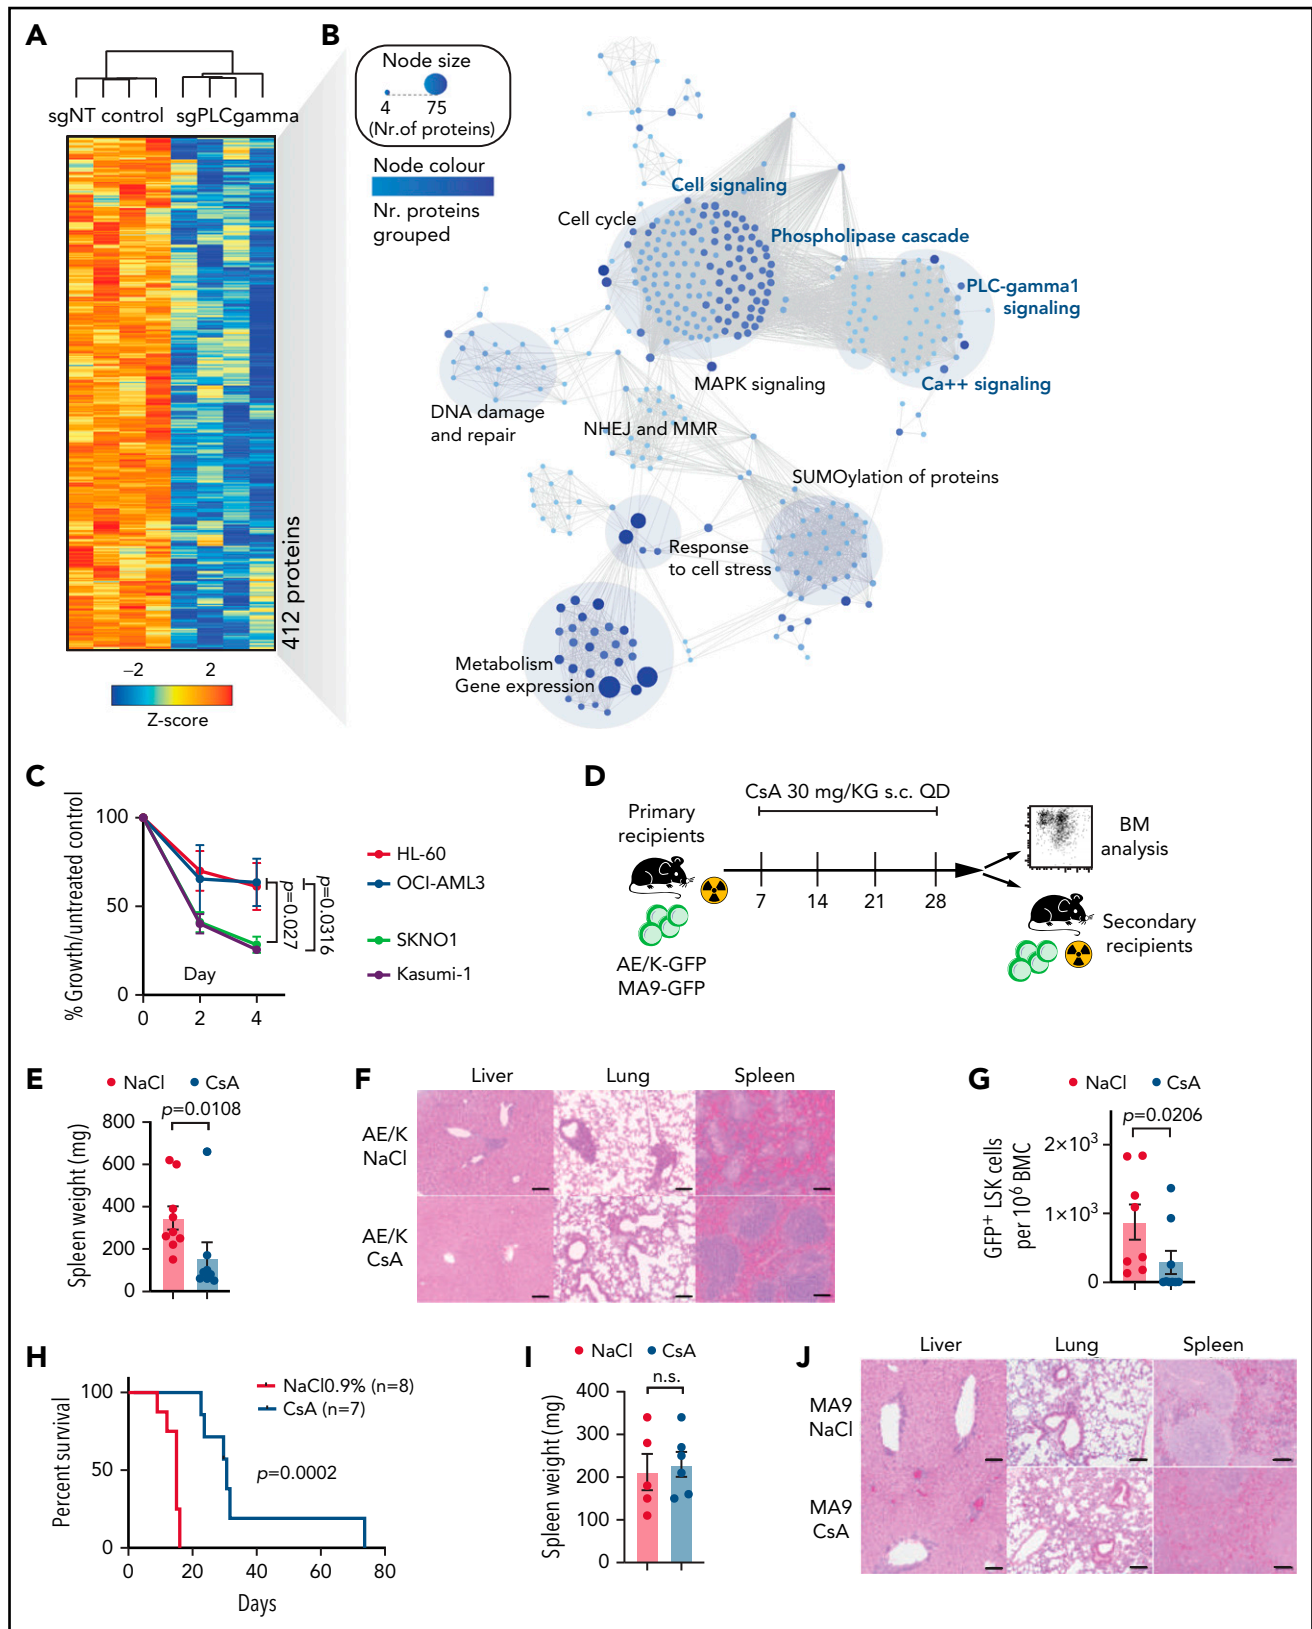 A
sgNT control sgPLCgamma
412 proteins
−2 2
Z-score
B
Node size
4 75
(Nr.of proteins)
Node colour
Nr. proteins
grouped
Cell signaling
Cell cycle
Phospholipase cascade
PLC-gamma1
signaling
Ca++ signaling
MAPK signaling
DNA damage
and repair
NHEJ and MMR
SUMOylation of proteins
Response
to cell stress
Metabolism
Gene expression
C
% Growth/untreated control
100
50
0
0 2 4
Day
p=0.027
p=0.0316
HL-60
OCI-AML3
SKNO1
Kasumi-1
D
CsA 30 mg/KG s.c. QD
Primary
recipients
7 14 21 28
AE/K-GFP
MA9-GFP
BM
analysis
Secondary
recipients
E
NaCl CsA
p=0.0108
Spleen weight (mg)
800
600
400
200
0
F
Liver Lung Spleen
AE/K
NaCl
AE/K
CsA
G
NaCl CsA
p=0.0206
GFP⁺ LSK cells
per 10⁶ BMC
2×10³
1×10³
0
H
Percent survival
100
50
0
NaCl0.9% (n=8)
CsA (n=7)
p=0.0002
0 20 40 60 80
Days
I
NaCl CsA
n.s.
Spleen weight (mg)
400
300
200
100
0
J
Liver Lung Spleen
MA9
NaCl
MA9
CsA